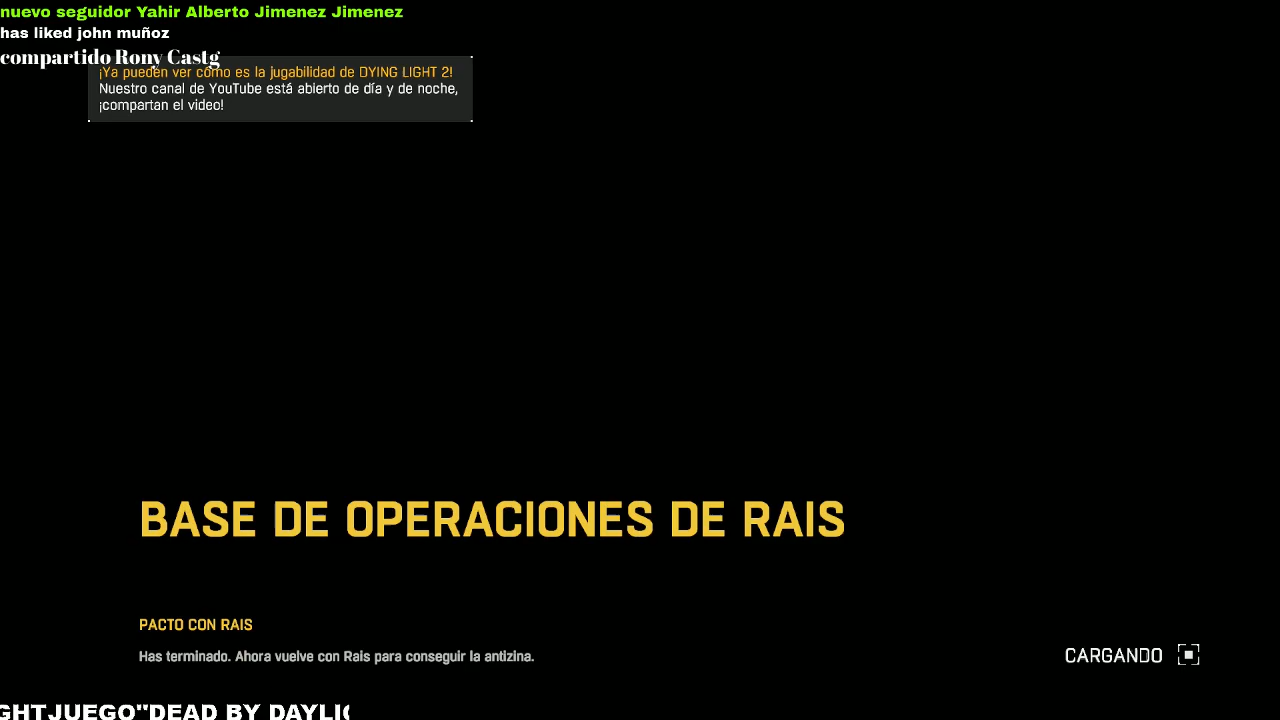 nuevo seguidor Yahir Alberto Jimenez Jimenez
has liked john muñoz
compartido Rony Castg
¡Ya pueden ver cómo es la jugabilidad de DYING LIGHT 2!
Nuestro canal de YouTube está abierto de día y de noche,
¡compartan el video!
BASE DE OPERACIONES DE RAIS
PACTO CON RAIS
Has terminado. Ahora vuelve con Rais para conseguir la antizina.
CARGANDO
GHTJUEGO"DEAD BY DAYLIG